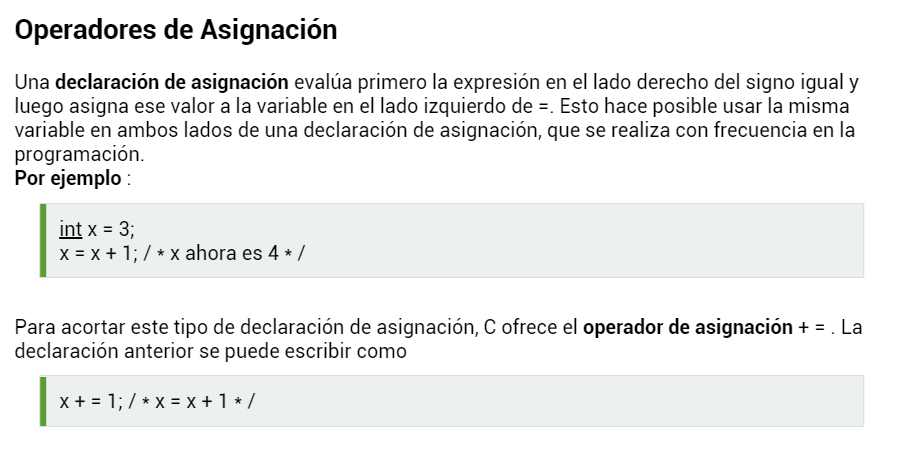 Operadores de Asignación
Una declaración de asignación evalúa primero la expresión en el lado derecho del signo igual y
luego asigna ese valor a la variable en el lado izquierdo de =. Esto hace posible usar la misma
variable en ambos lados de una declaración de asignación, que se realiza con frecuencia en la
programación.
Por ejemplo :
int x = 3;
x = x + 1; / * x ahora es 4 * /
Para acortar este tipo de declaración de asignación, C ofrece el operador de asignación + = . La
declaración anterior se puede escribir como
x + = 1; / * x = x + 1 * /